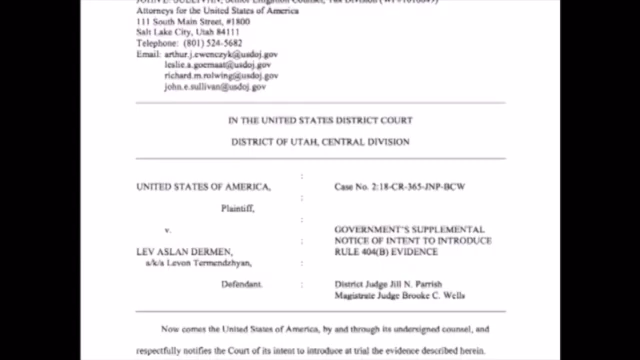 Attorneys for the United States of America
111 South Main Street, #1800
Salt Lake City, Utah 84111
Telephone: (801) 524-5682
Email: arthur.j.ewenczyk@usdoj.gov
leslie.a.goemaat@usdoj.gov
richard.m.rolwing@usdoj.gov
john.e.sullivan@usdoj.gov
IN THE UNITED STATES DISTRICT COURT
DISTRICT OF UTAH, CENTRAL DIVISION
UNITED STATES OF AMERICA, : Case No. 2:18-CR-365-JNP-BCW
Plaintiff, :
v. : GOVERNMENT'S SUPPLEMENTAL
: NOTICE OF INTENT TO INTRODUCE
LEV ASLAN DERMEN, RULE 404(B) EVIDENCE
a/k/a Levon Termendzhyan, :
Defendant. : District Judge Jill N. Parrish
Magistrate Judge Brooke C. Wells
Now comes the United States of America, by and through its undersigned counsel, and
respectfully notifies the Court of its intent to introduce at trial the evidence described herein.